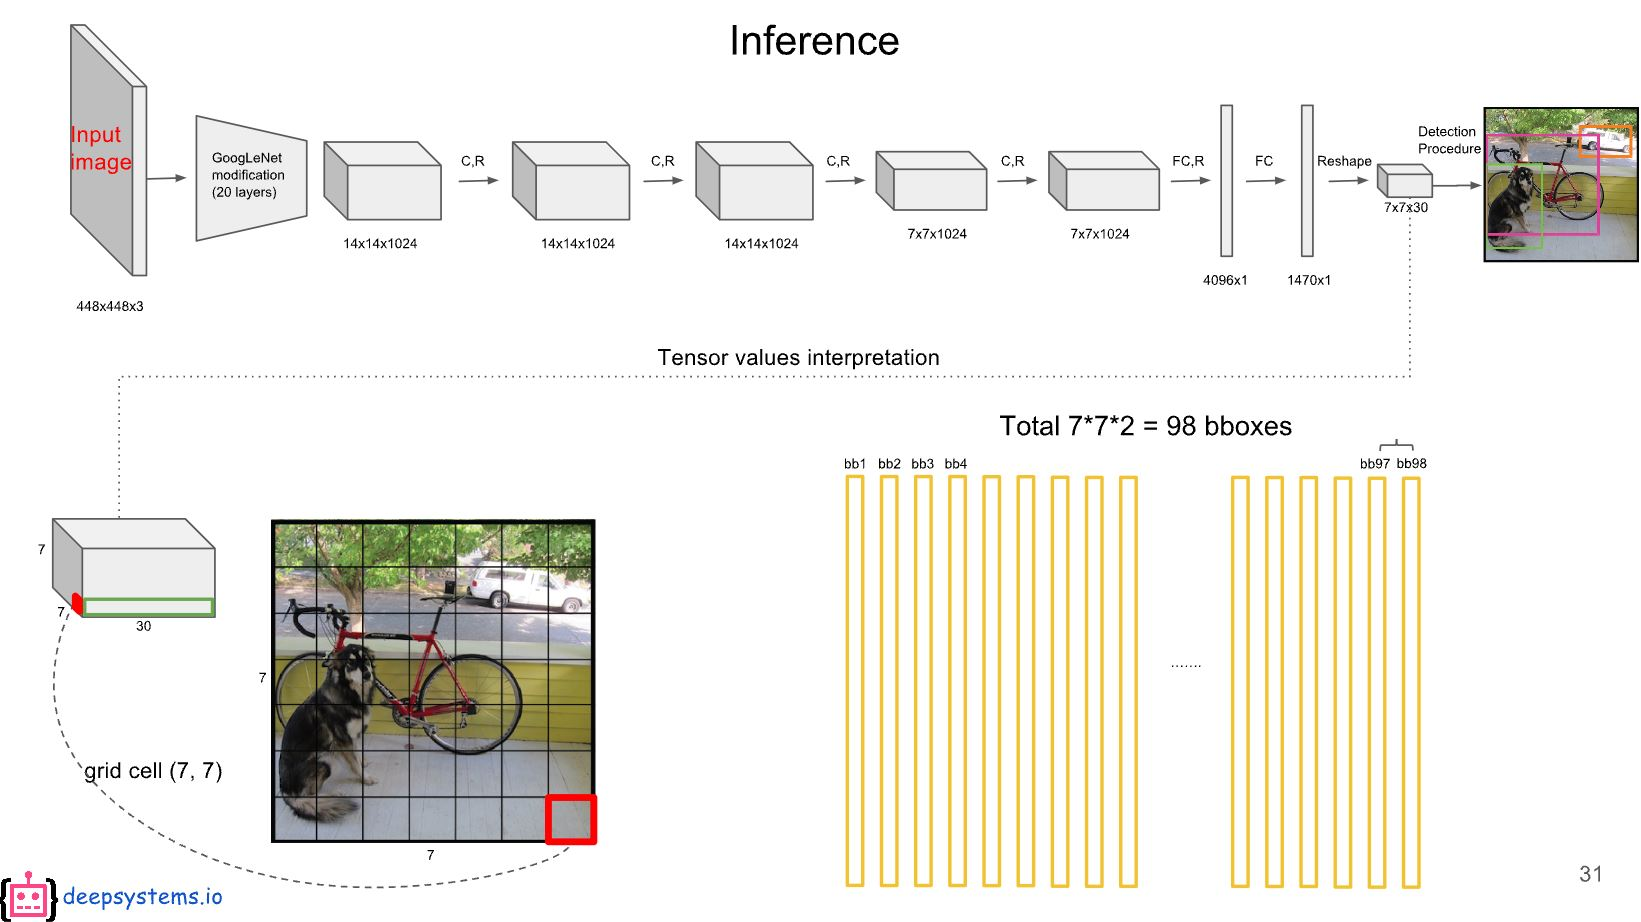 Inference
Input
image
448x448x3
GoogLeNet
modification
(20 layers)
14x14x1024
C,R
14x14x1024
C,R
14x14x1024
C,R
7x7x1024
C,R
7x7x1024
FC,R
4096x1
FC
1470x1
Reshape
7x7x30
Detection
Procedure
Tensor values interpretation
Total 7*7*2 = 98 bboxes
bb1 bb2 bb3 bb4
bb97 bb98
.......
7
7
30
grid cell (7, 7)
7
7
deepsystems.io
31